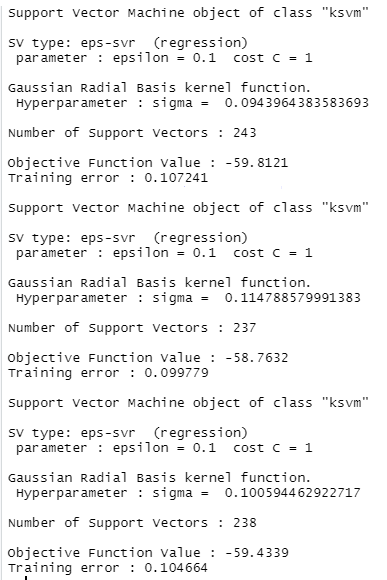 Support Vector Machine object of class "ksvm"
SV type: eps-svr  (regression)
 parameter : epsilon = 0.1  cost C = 1
Gaussian Radial Basis kernel function.
 Hyperparameter : sigma =  0.0943964383583693
Number of Support Vectors : 243
Objective Function Value : -59.8121
Training error : 0.107241
Support Vector Machine object of class "ksvm"
SV type: eps-svr  (regression)
 parameter : epsilon = 0.1  cost C = 1
Gaussian Radial Basis kernel function.
 Hyperparameter : sigma =  0.114788579991383
Number of Support Vectors : 237
Objective Function Value : -58.7632
Training error : 0.099779
Support Vector Machine object of class "ksvm"
SV type: eps-svr  (regression)
 parameter : epsilon = 0.1  cost C = 1
Gaussian Radial Basis kernel function.
 Hyperparameter : sigma =  0.100594462922717
Number of Support Vectors : 238
Objective Function Value : -59.4339
Training error : 0.104664